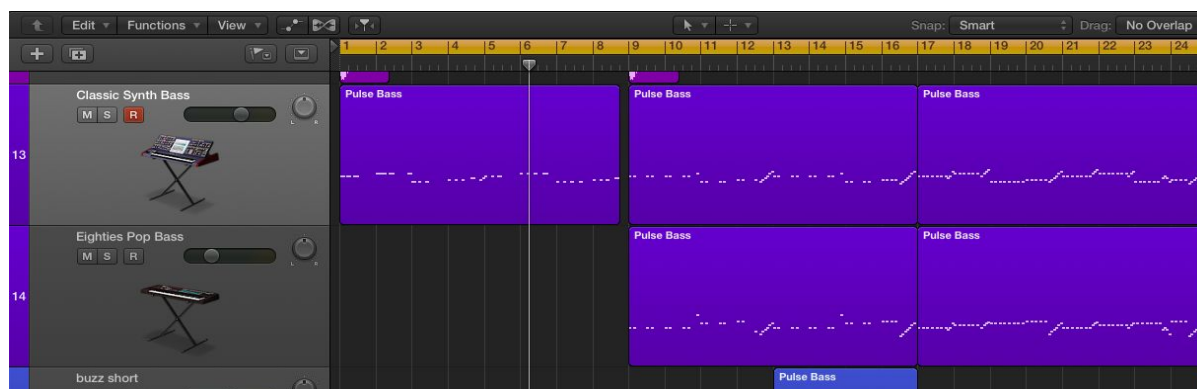 Edit Functions View Snap: Smart Drag: No Overlap
1 2 3 4 5 6 7 8 9 10 11 12 13 14 15 16 17 18 19 20 21 22 23 24
13 Classic Synth Bass Pulse Bass Pulse Bass Pulse Bass
M S R L R
14 Eighties Pop Bass Pulse Bass Pulse Bass
M S R L R
buzz short Pulse Bass